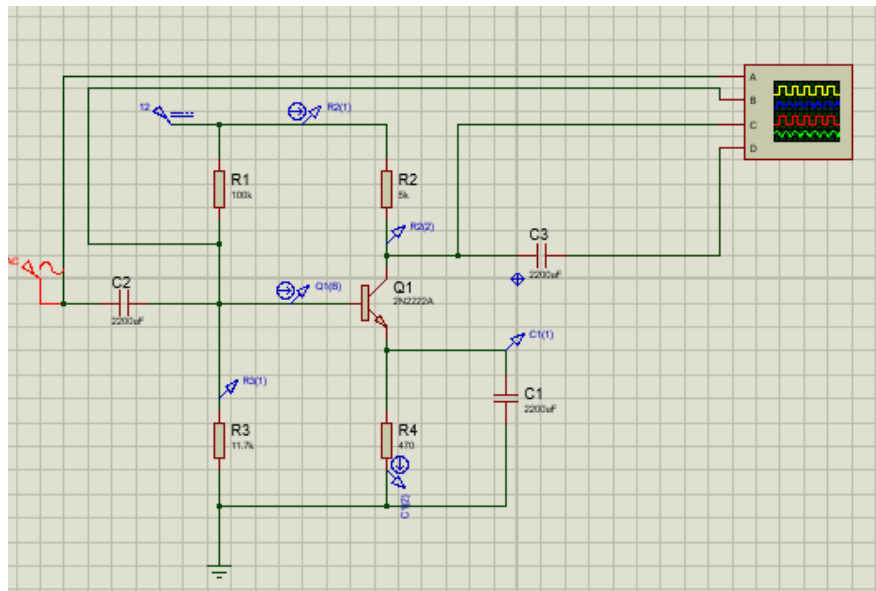 A
B
C
D
12
R2(1)
R1
100k
R2
5k
R2(2)
C3
2200uF
C2
2200uF
Q1(B)
Q1
2N2222A
C1(1)
R3(1)
C1
2200uF
R3
11.7k
R4
470
C1(2)